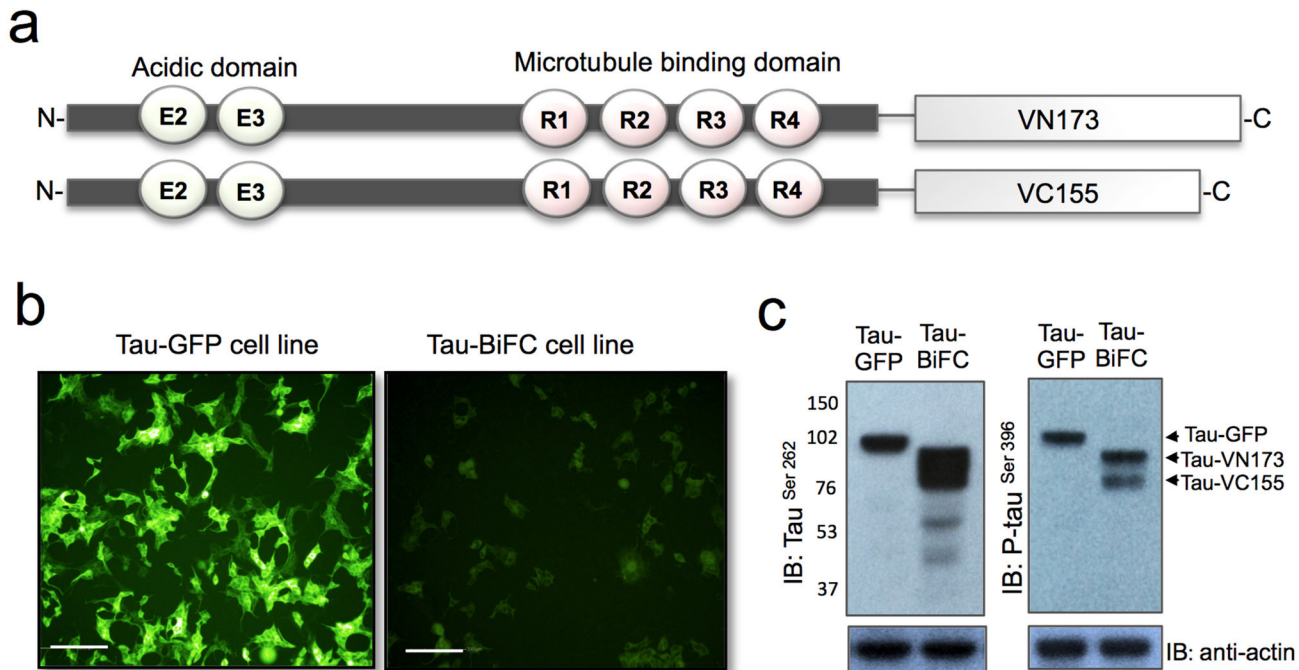 a
Acidic domain
Microtubule binding domain
N- E2 E3 R1 R2 R3 R4 VN173 -C
N- E2 E3 R1 R2 R3 R4 VC155 -C
b
Tau-GFP cell line
Tau-BiFC cell line
c
Tau-GFP
Tau-BiFC
Tau-GFP
Tau-BiFC
IB: Tau Ser 262
150
102
76
53
37
IB: P-tau Ser 396
Tau-GFP
Tau-VN173
Tau-VC155
IB: anti-actin